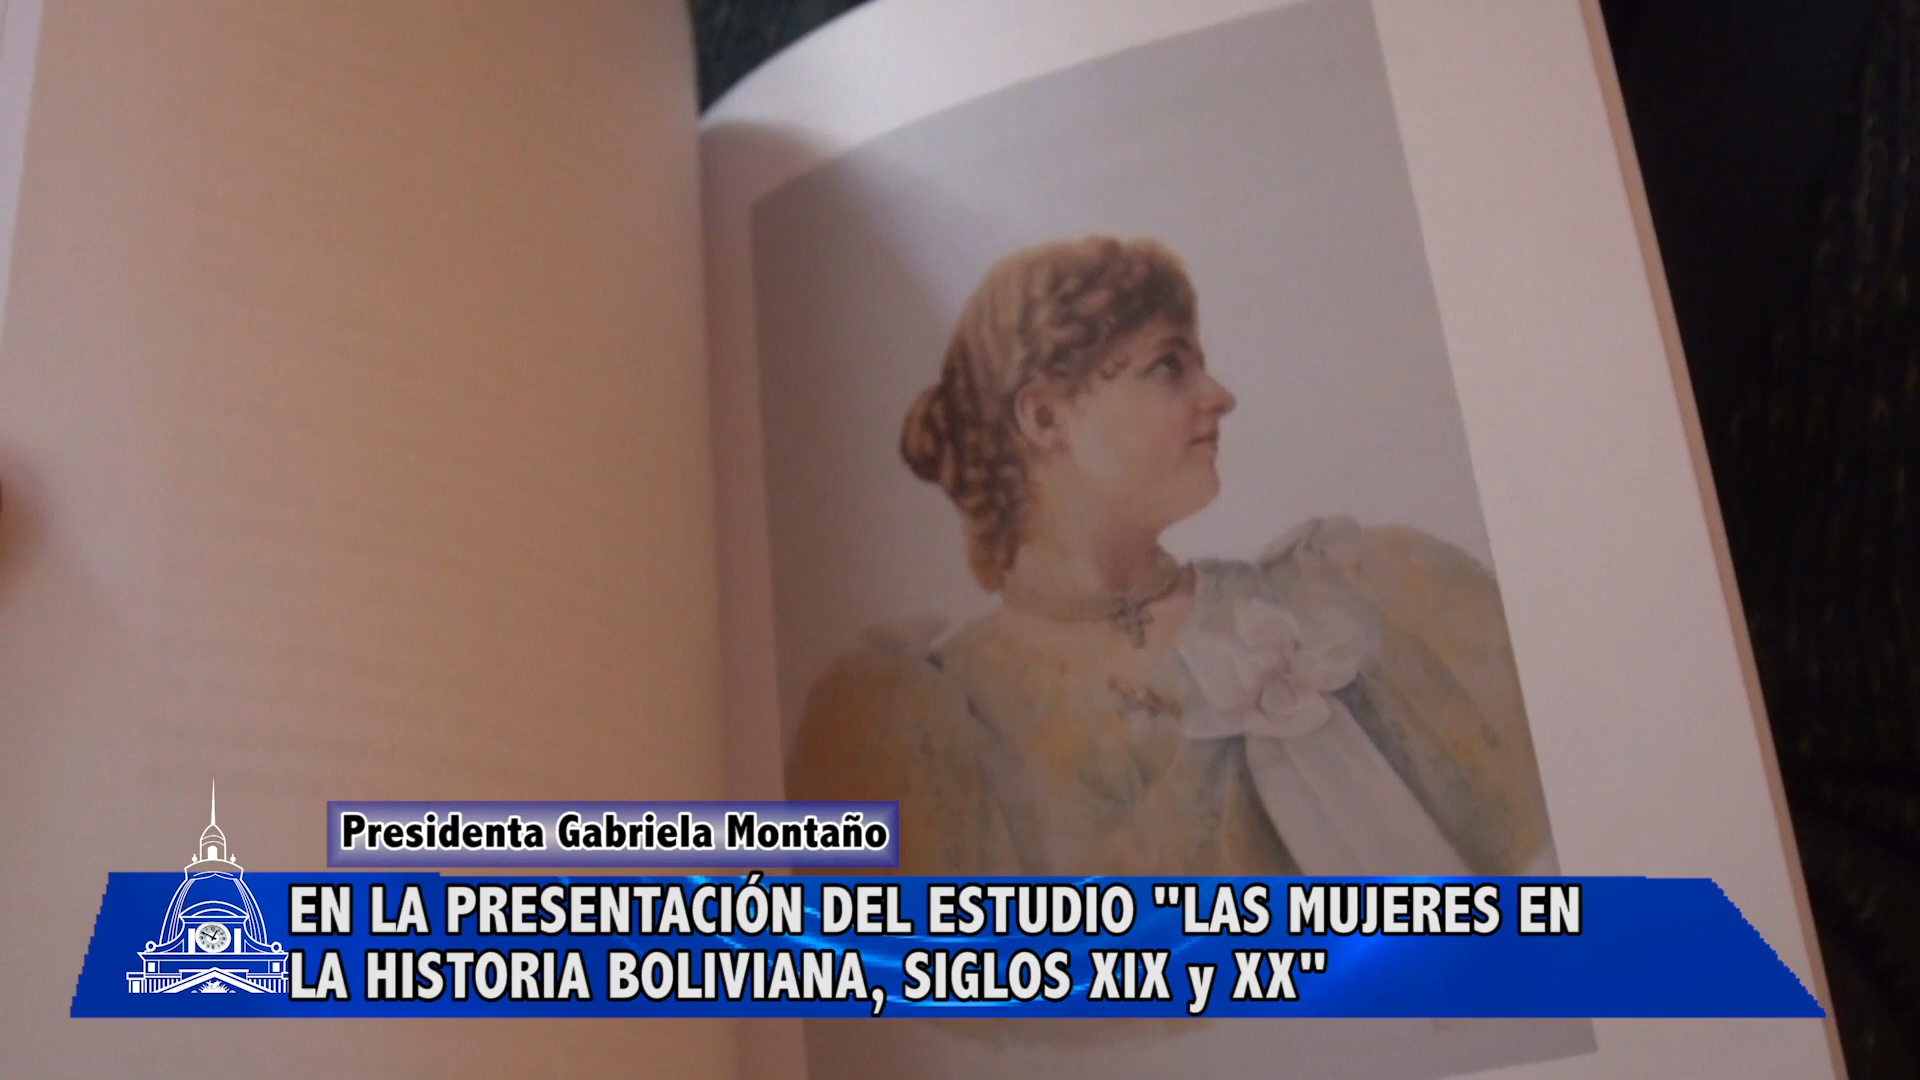 Presidenta Gabriela Montaño
EN LA PRESENTACIÓN DEL ESTUDIO "LAS MUJERES EN
LA HISTORIA BOLIVIANA, SIGLOS XIX y XX"